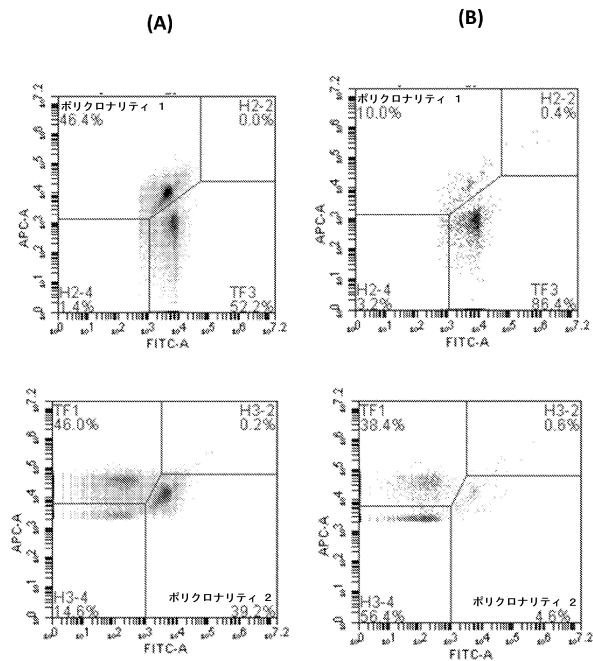 (A)
(B)
ポリクロナリティ 1
46.4%
H2-2
0.0%
H2-4
1.4%
TF3
52.2%
APC-A
FITC-A
ポリクロナリティ 1
10.0%
H2-2
0.4%
H2-4
3.2%
TF3
86.4%
APC-A
FITC-A
TF1
46.0%
H3-2
0.2%
H3-4
14.6%
ポリクロナリティ 2
39.2%
APC-A
FITC-A
TF1
38.4%
H3-2
0.6%
H3-4
56.4%
ポリクロナリティ 2
4.6%
APC-A
FITC-A